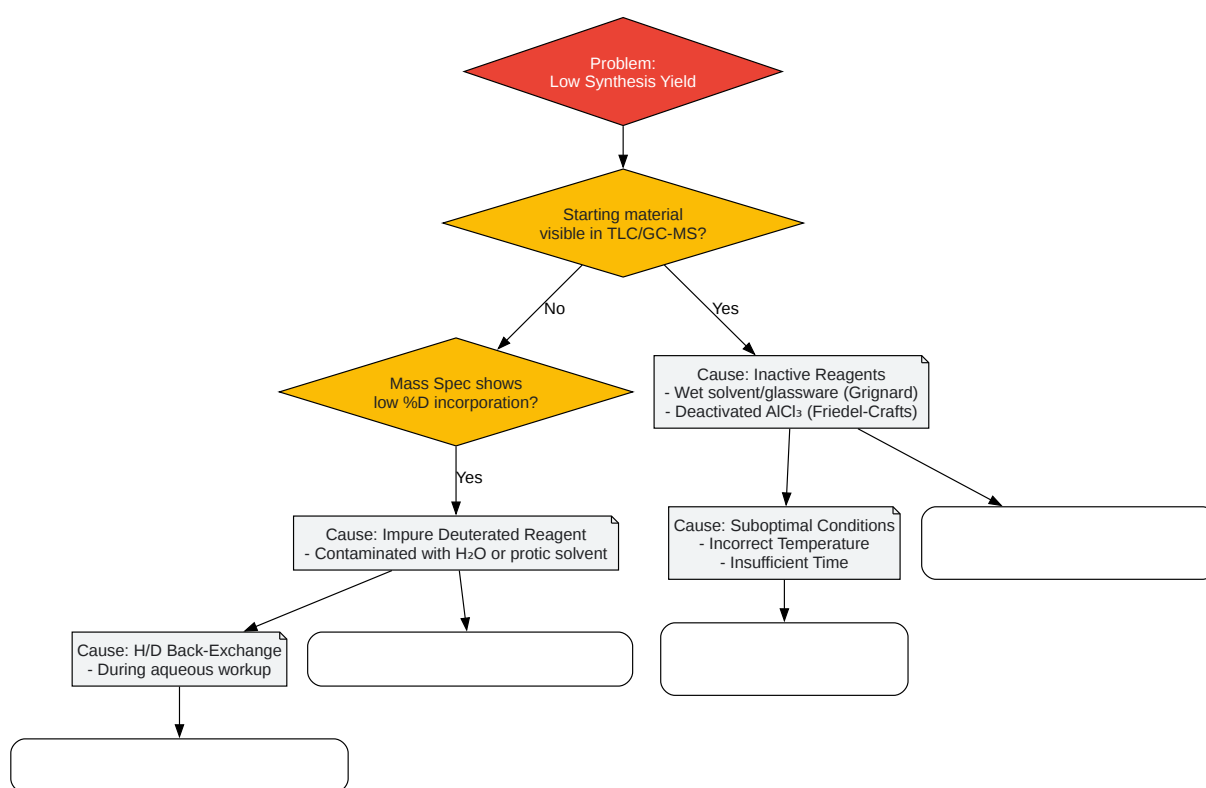 Problem:
Low Synthesis Yield
Starting material
visible in TLC/GC-MS?
No
Yes
Mass Spec shows
low %D incorporation?
Cause: Inactive Reagents
- Wet solvent/glassware (Grignard)
- Deactivated AlCl₃ (Friedel-Crafts)
Yes
Cause: Impure Deuterated Reagent
- Contaminated with H₂O or protic solvent
Cause: Suboptimal Conditions
- Incorrect Temperature
- Insufficient Time
Cause: H/D Back-Exchange
- During aqueous workup